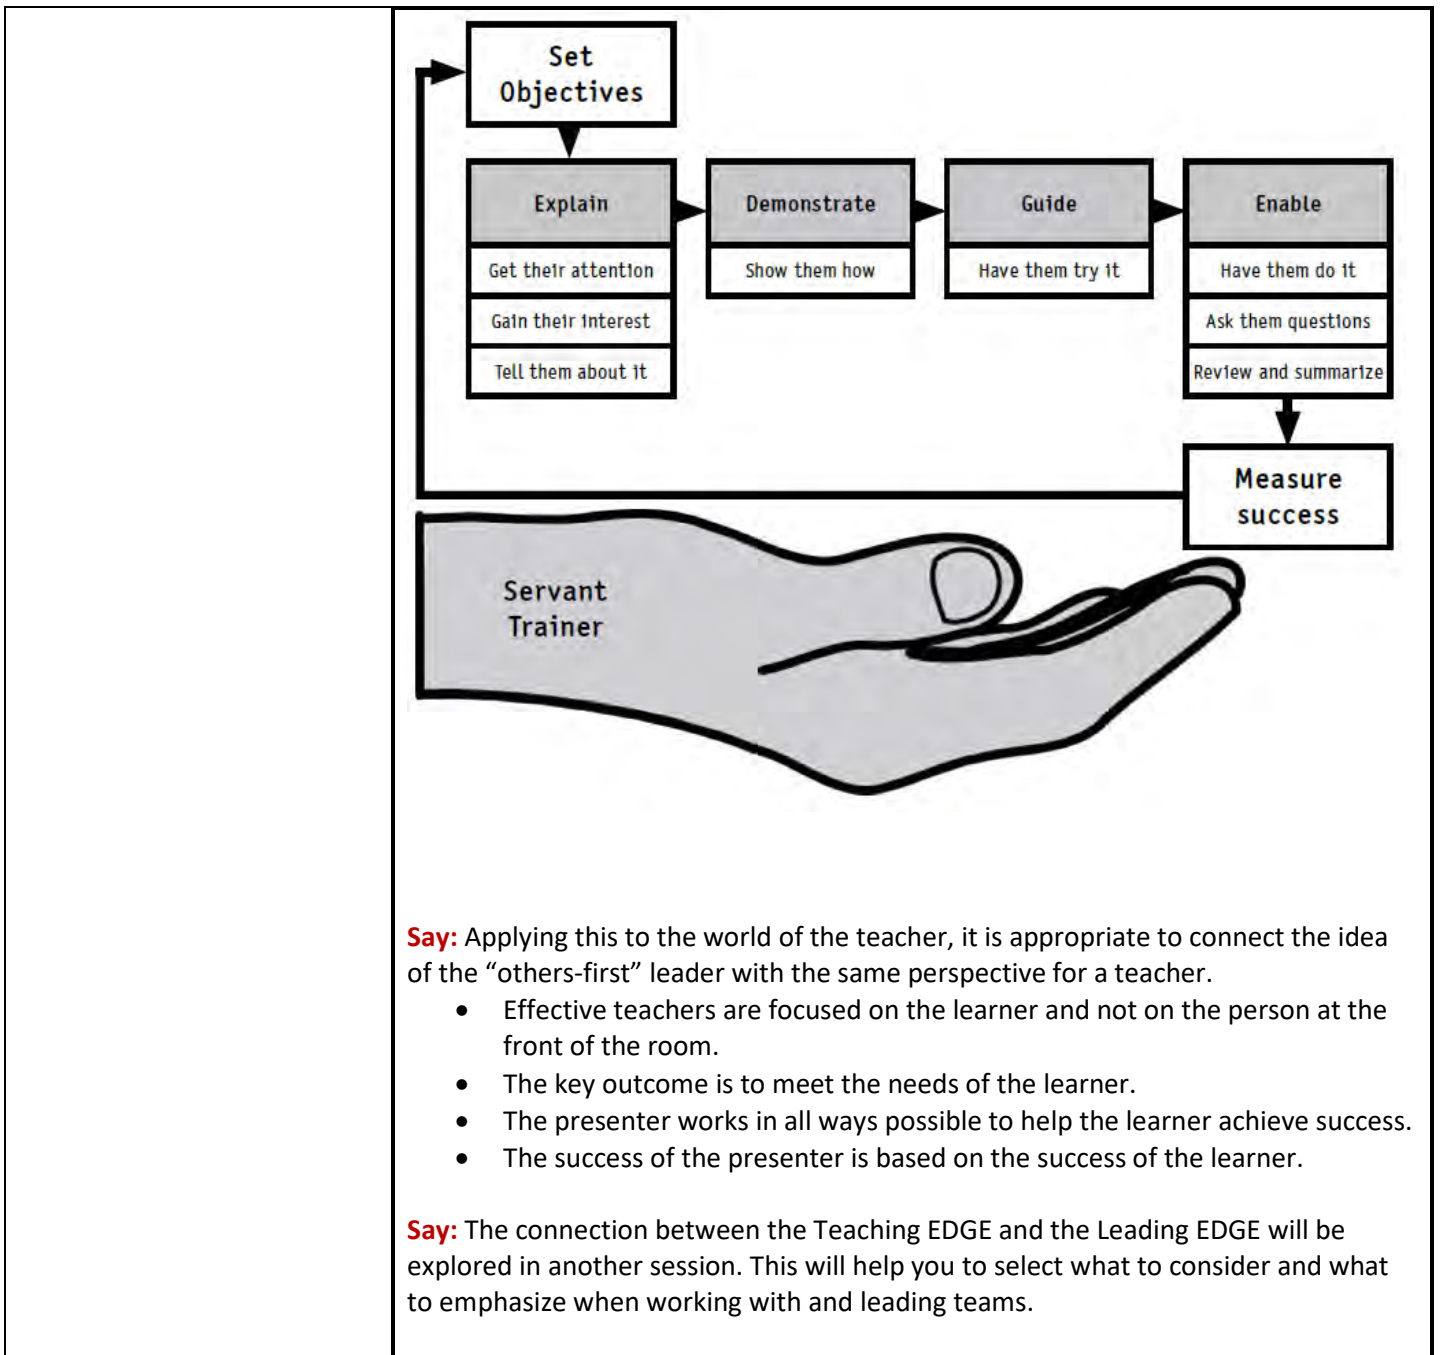 Set
Objectives
Explain
Get their attention
Gain their interest
Tell them about it
Demonstrate
Show them how
Guide
Have them try it
Enable
Have them do it
Ask them questions
Review and summarize
Measure
success
Servant
Trainer
Say: Applying this to the world of the teacher, it is appropriate to connect the idea
of the “others-first” leader with the same perspective for a teacher.
• Effective teachers are focused on the learner and not on the person at the
front of the room.
• The key outcome is to meet the needs of the learner.
• The presenter works in all ways possible to help the learner achieve success.
• The success of the presenter is based on the success of the learner.
Say: The connection between the Teaching EDGE and the Leading EDGE will be
explored in another session. This will help you to select what to consider and what
to emphasize when working with and leading teams.